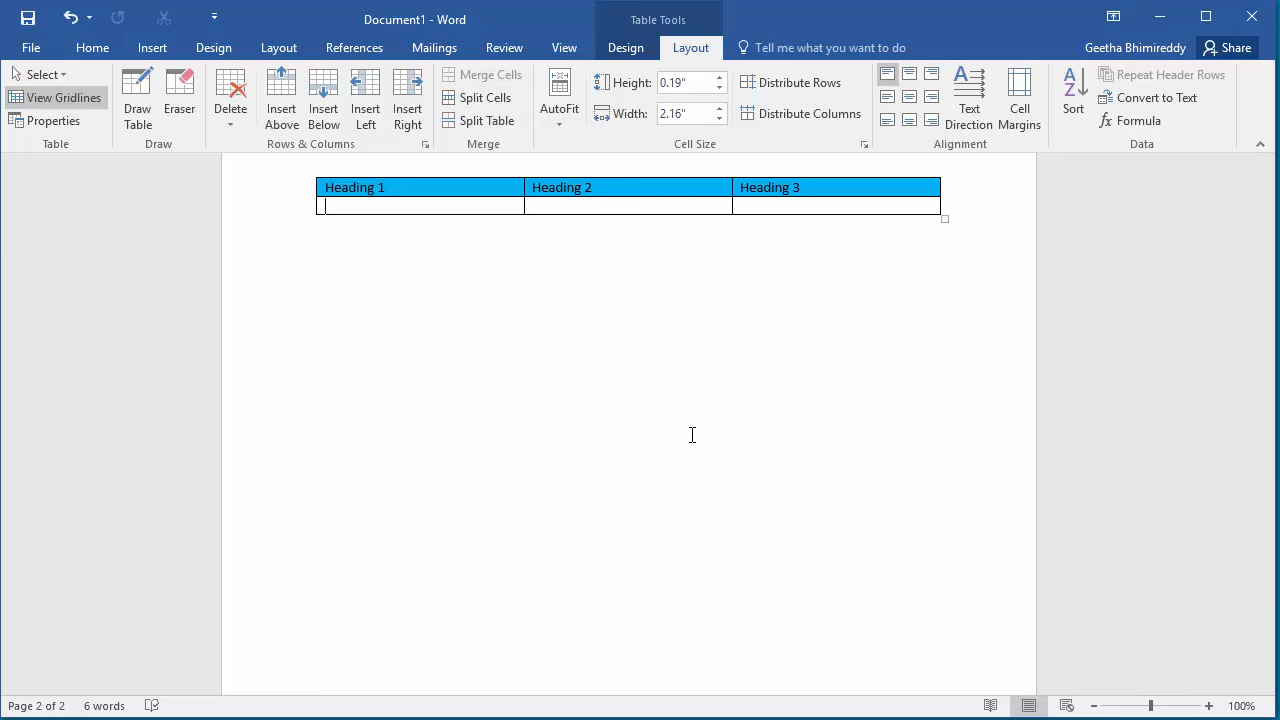 Document1 - Word
Table Tools
File Home Insert Design Layout References Mailings Review View Design Layout Tell me what you want to do Geetha Bhimireddy Share
Select
View Gridlines
Properties
Table
Draw Table
Eraser
Draw
Delete
Insert Above
Insert Below
Insert Left
Insert Right
Rows & Columns
Merge Cells
Split Cells
Split Table
Merge
AutoFit
Height: 0.19"
Width: 2.16"
Distribute Rows
Distribute Columns
Cell Size
Text Direction
Cell Margins
Alignment
Sort
Repeat Header Rows
Convert to Text
fx Formula
Data
Heading 1 Heading 2 Heading 3
Page 2 of 2 6 words 100%